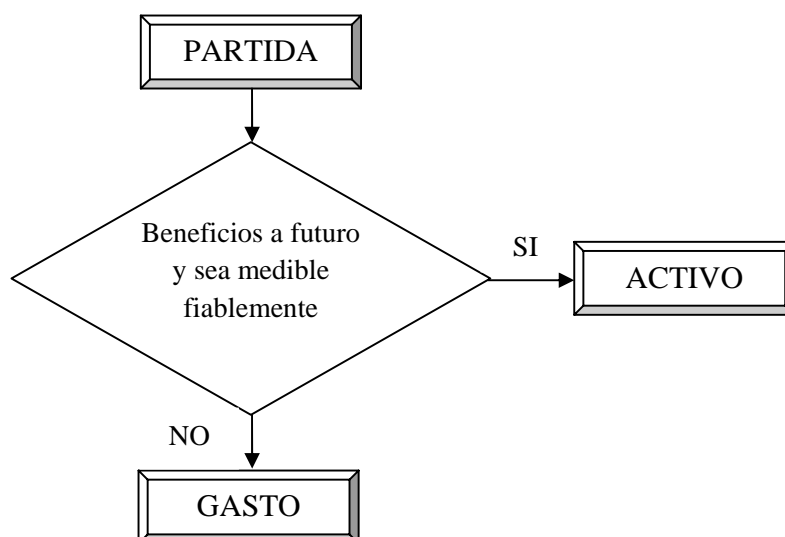 PARTIDA
Beneficios a futuro
y sea medible
fiablemente
SI
ACTIVO
NO
GASTO